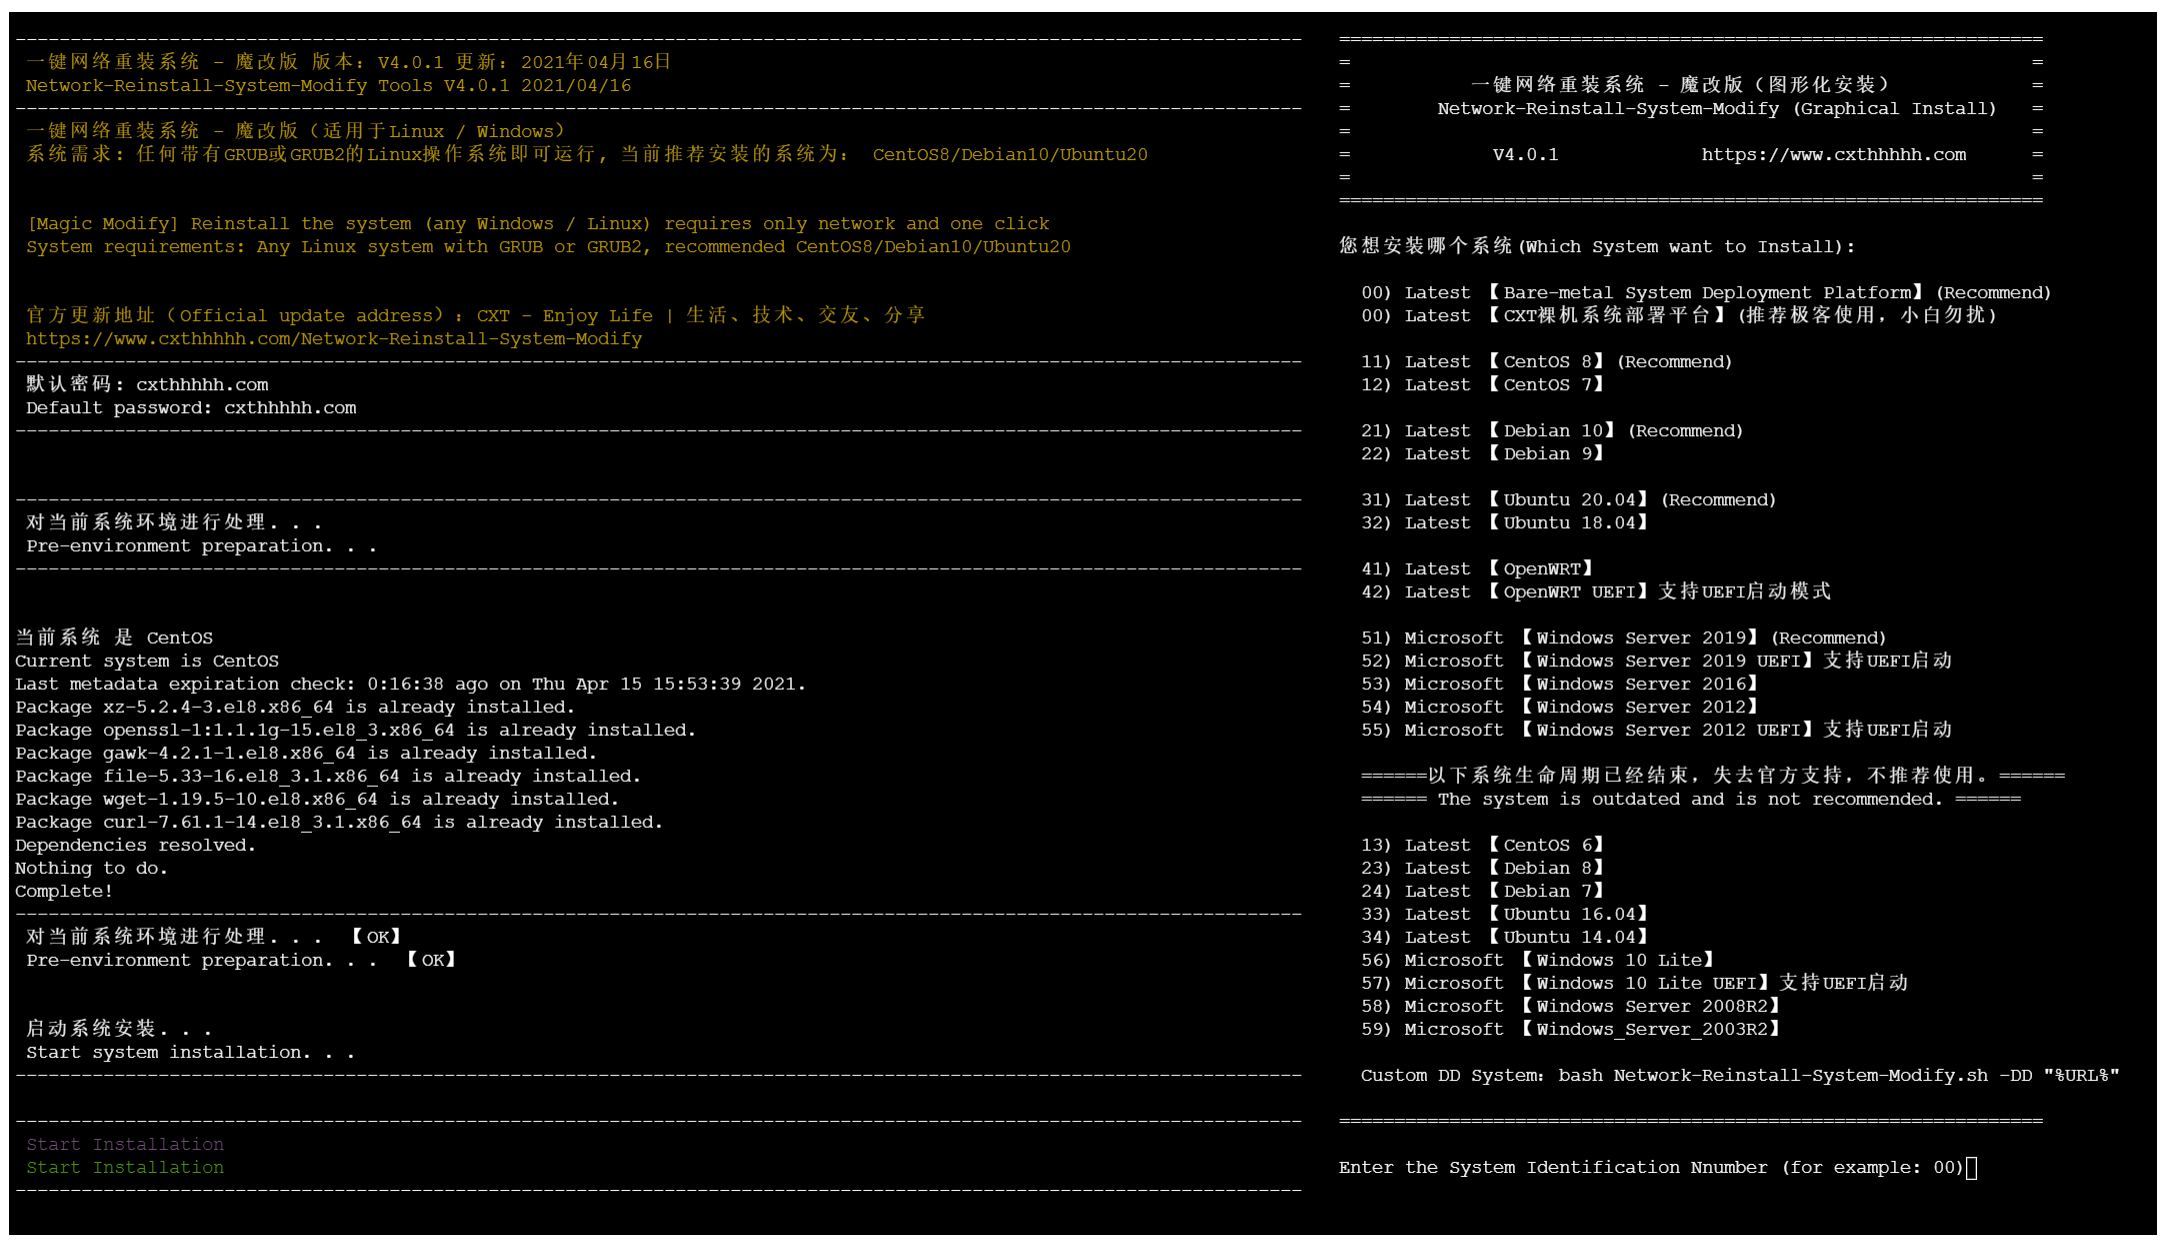 一键网络重装系统 - 魔改版 版本：V4.0.1 更新：2021年04月16日
Network-Reinstall-System-Modify Tools V4.0.1 2021/04/16
一键网络重装系统 - 魔改版（适用于Linux / Windows）
系统需求：任何带有GRUB或GRUB2的Linux操作系统即可运行，当前推荐安装的系统为： CentOS8/Debian10/Ubuntu20
[Magic Modify] Reinstall the system (any Windows / Linux) requires only network and one click
System requirements: Any Linux system with GRUB or GRUB2, recommended CentOS8/Debian10/Ubuntu20
官方更新地址（Official update address）：CXT - Enjoy Life | 生活、技术、交友、分享
https://www.cxthhhhh.com/Network-Reinstall-System-Modify
默认密码：cxthhhhh.com
Default password: cxthhhhh.com
对当前系统环境进行处理. . .
Pre-environment preparation. . .
当前系统 是 CentOS
Current system is CentOS
Last metadata expiration check: 0:16:38 ago on Thu Apr 15 15:53:39 2021.
Package xz-5.2.4-3.el8.x86_64 is already installed.
Package openssl-1:1.1.1g-15.el8_3.x86_64 is already installed.
Package gawk-4.2.1-1.el8.x86_64 is already installed.
Package file-5.33-16.el8_3.1.x86_64 is already installed.
Package wget-1.19.5-10.el8.x86_64 is already installed.
Package curl-7.61.1-14.el8_3.1.x86_64 is already installed.
Dependencies resolved.
Nothing to do.
Complete!
对当前系统环境进行处理. . . 【OK】
Pre-environment preparation. . . 【OK】
启动系统安装. . .
Start system installation. . .
Start Installation
Start Installation
一键网络重装系统 - 魔改版（图形化安装）
Network-Reinstall-System-Modify (Graphical Install)
V4.0.1 https://www.cxthhhhh.com
您想安装哪个系统(Which System want to Install):
00) Latest 【Bare-metal System Deployment Platform】(Recommend)
00) Latest 【CXT裸机系统部署平台】(推荐极客使用，小白勿扰)
11) Latest 【CentOS 8】(Recommend)
12) Latest 【CentOS 7】
21) Latest 【Debian 10】(Recommend)
22) Latest 【Debian 9】
31) Latest 【Ubuntu 20.04】(Recommend)
32) Latest 【Ubuntu 18.04】
41) Latest 【OpenWRT】
42) Latest 【OpenWRT UEFI】支持UEFI启动模式
51) Microsoft 【Windows Server 2019】(Recommend)
52) Microsoft 【Windows Server 2019 UEFI】支持UEFI启动
53) Microsoft 【Windows Server 2016】
54) Microsoft 【Windows Server 2012】
55) Microsoft 【Windows Server 2012 UEFI】支持UEFI启动
======以下系统生命周期已经结束，失去官方支持，不推荐使用。======
====== The system is outdated and is not recommended. ======
13) Latest 【CentOS 6】
23) Latest 【Debian 8】
24) Latest 【Debian 7】
33) Latest 【Ubuntu 16.04】
34) Latest 【Ubuntu 14.04】
56) Microsoft 【Windows 10 Lite】
57) Microsoft 【Windows 10 Lite UEFI】支持UEFI启动
58) Microsoft 【Windows Server 2008R2】
59) Microsoft 【Windows_Server_2003R2】
Custom DD System：bash Network-Reinstall-System-Modify.sh -DD "%URL%"
Enter the System Identification Nnumber (for example: 00)